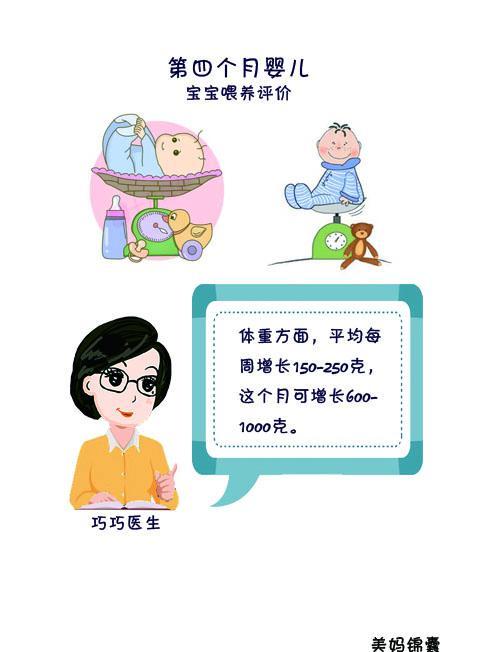 第四个月婴儿
宝宝喂养评价
体重方面，平均每
周增长150-250克，
这个月可增长600-
1000克。
巧巧医生
美妈锦囊